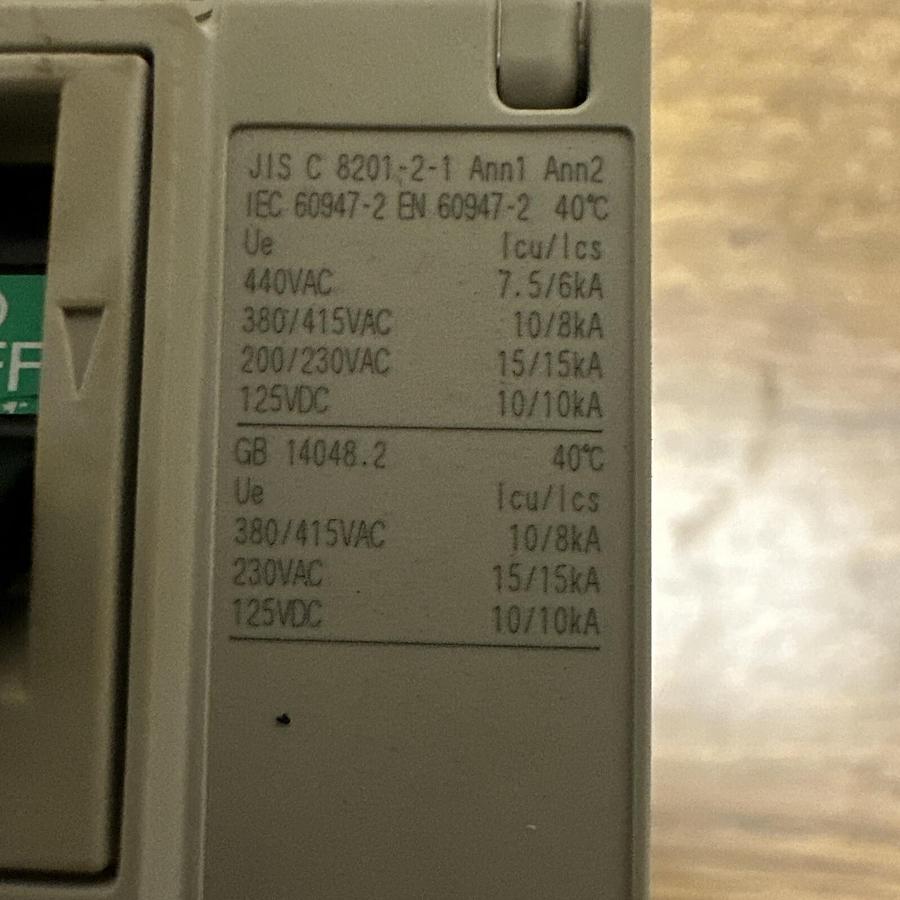 JIS C 8201-2-1 Ann1 Ann2
IEC 60947-2 EN 60947-2 40℃
Ue Icu/Ics
440VAC 7.5/6kA
380/415VAC 10/8kA
200/230VAC 15/15kA
125VDC 10/10kA
GB 14048.2 40℃
Ue Icu/Ics
380/415VAC 10/8kA
230VAC 15/15kA
125VDC 10/10kA